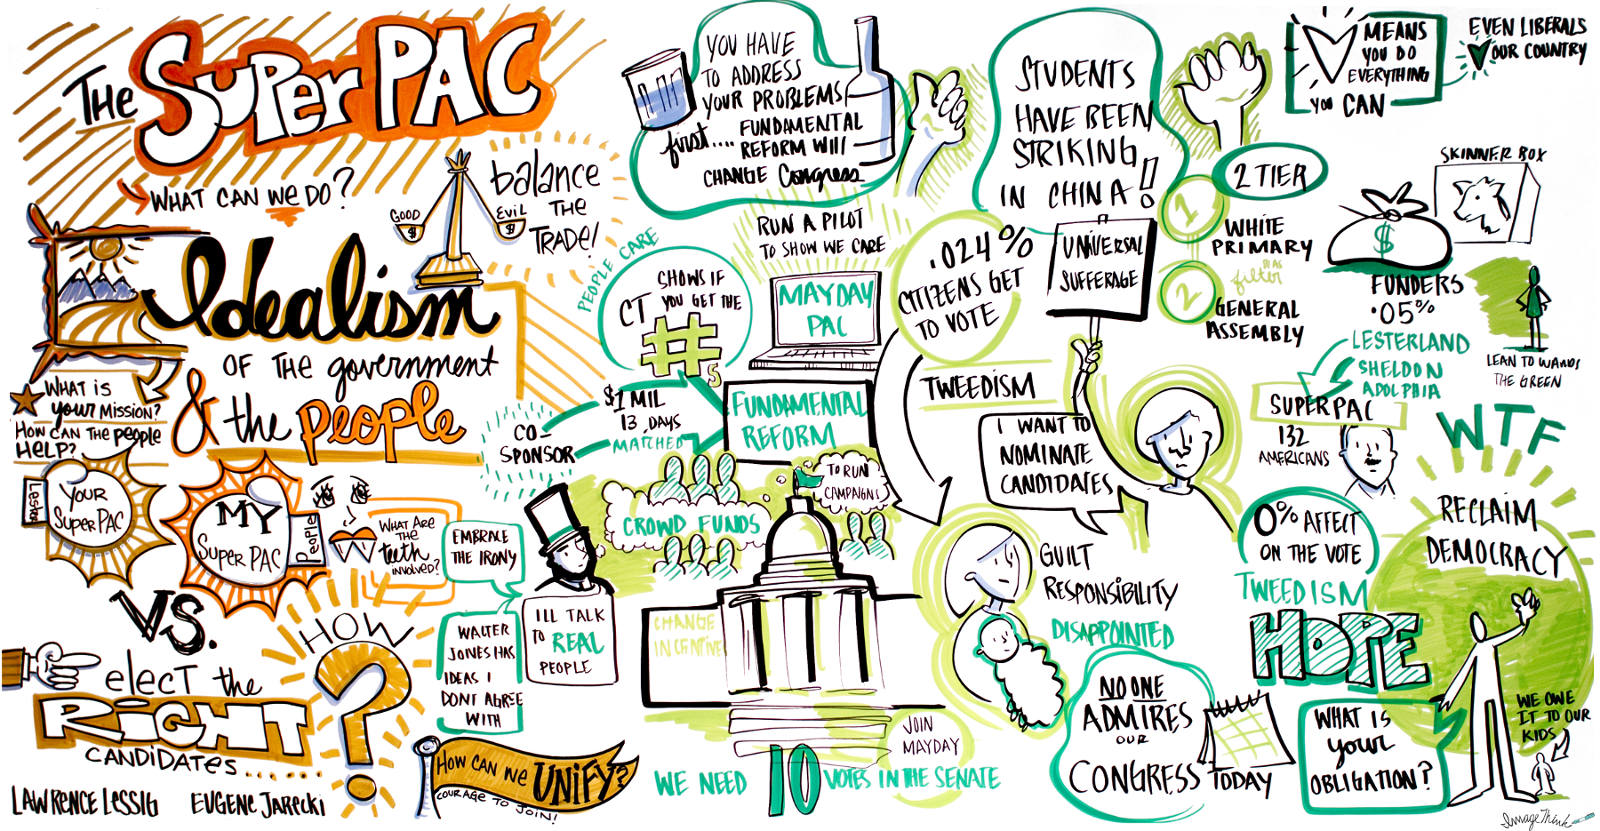 THE
SUPER PAC
WHAT CAN WE DO?
balance
THE
TRADE!
GOOD
EVIL
$
$
Idealism
OF THE government
& the people
WHAT IS
your MISSION?
HOW CAN THE people
HELP?
Lester
YOUR
SUPER PAC
MY
SUPER PAC
People
WHAT ARE
THE
teeth
INVOLVED?
VS.
elect the
RIGHT
CANDIDATES......
HOW
?
LAWRENCE LESSIG
EUGENE JARECKI
HOW CAN WE UNIFY?
COURAGE TO JOIN!
EMBRACE
THE IRONY
WALTER
JONES HAS
IDEAS I
DONT AGREE
WITH
ILL TALK
TO REAL
PEOPLE
YOU HAVE
TO ADDRESS
YOUR PROBLEMS
first....FUNDAMENTAL
REFORM WILL
CHANGE Congress
RUN A PILOT
TO SHOW WE CARE
PEOPLE CARE
CT SHOWS IF
YOU GET THE
#s
MAYDAY
PAC
$1 MIL
13 DAYS
MATCHED
CO-
SPONSOR
FUNDAMENTAL
REFORM
CROWD FUNDS
TO RUN
CAMPAIGNS
CHANGE
INCENTIVE
JOIN
MAYDAY
WE NEED 10 VOTES IN THE SENATE
STUDENTS
HAVE BEEN
STRIKING
IN CHINA!
.024%
CITIZENS GET
TO VOTE
UNIVERSAL
SUFFERAGE
TWEEDISM
I WANT TO
NOMINATE
CANDIDATES
GUILT
RESPONSIBILITY
DISAPPOINTED
NO ONE
ADMIRES
OUR
CONGRESS TODAY
2 TIER
1
WHITE
PRIMARY
AS
filter
2
GENERAL
ASSEMBLY
V MEANS
YOU DO
EVERYTHING
YOU CAN
EVEN LIBERALS
♥ OUR COUNTRY
SKINNER BOX
$
FUNDERS
.05%
LESTERLAND
SHELDON
ADOLPHIA
LEAN TO WARDS
THE GREEN
SUPER PAC
132
AMERICANS
WTF
0% AFFECT
ON THE VOTE
TWEEDISM
RECLAIM
DEMOCRACY
HOPE
WHAT IS
your
OBLIGATION?
WE OWE
IT TO OUR
KIDS
ImageThink